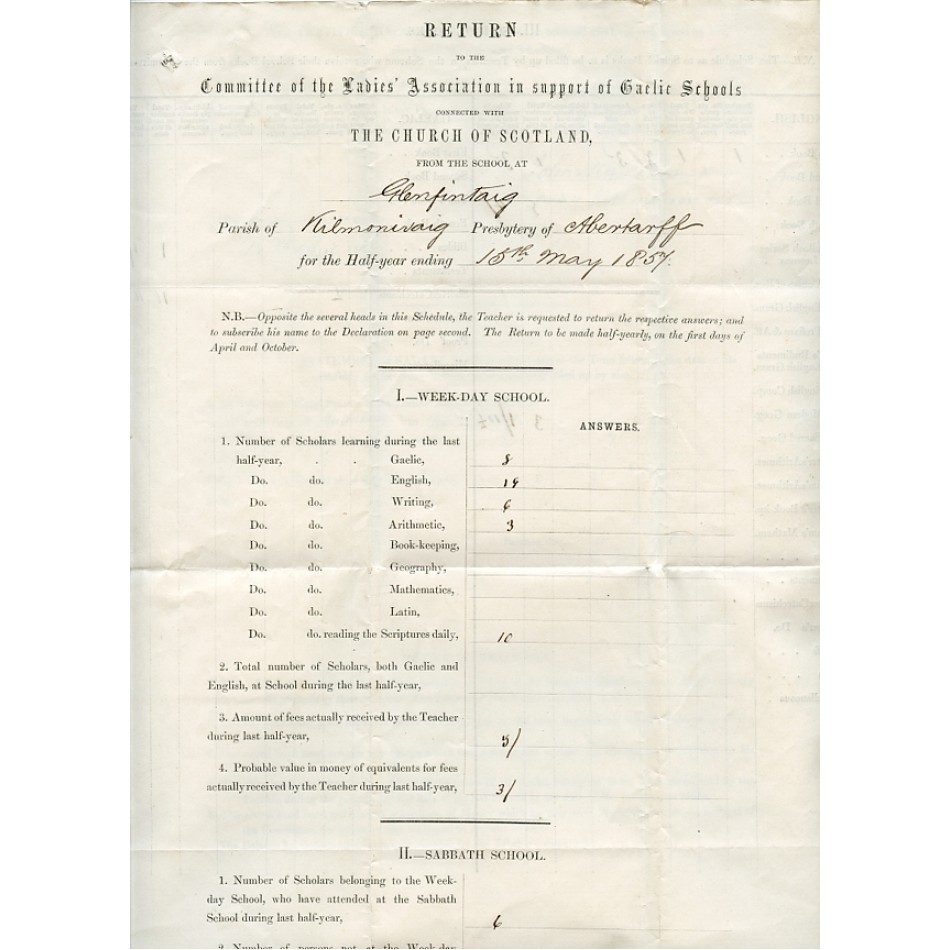 RETURN
TO THE
Committee of the Ladies' Association in support of Gaelic Schools
CONNECTED WITH
THE CHURCH OF SCOTLAND,
FROM THE SCHOOL AT
Glenfintaig
Parish of Kilmonivaig Presbytery of Abertarff
for the Half-year ending 15th May 1857.
N.B.—Opposite the several heads in this Schedule, the Teacher is requested to return the respective answers; and
to subscribe his name to the Declaration on page second. The Return to be made half-yearly, on the first days of
April and October.
I.—WEEK-DAY SCHOOL.
ANSWERS.
1. Number of Scholars learning during the last
half-year, . . Gaelic, 8
Do. do. English, 19
Do. do. Writing, 6
Do. do. Arithmetic, 3
Do. do. Book-keeping,
Do. do. Geography,
Do. do. Mathematics,
Do. do. Latin,
Do. do. reading the Scriptures daily, 10
2. Total number of Scholars, both Gaelic and
English, at School during the last half-year,
3. Amount of fees actually received by the Teacher
during last half-year,
4. Probable value in money of equivalents for fees
actually received by the Teacher during last half-year, 3/
II.—SABBATH SCHOOL.
1. Number of Scholars belonging to the Week-
day School, who have attended at the Sabbath
School during last half-year, 6
2. Number of persons not at the Week-day